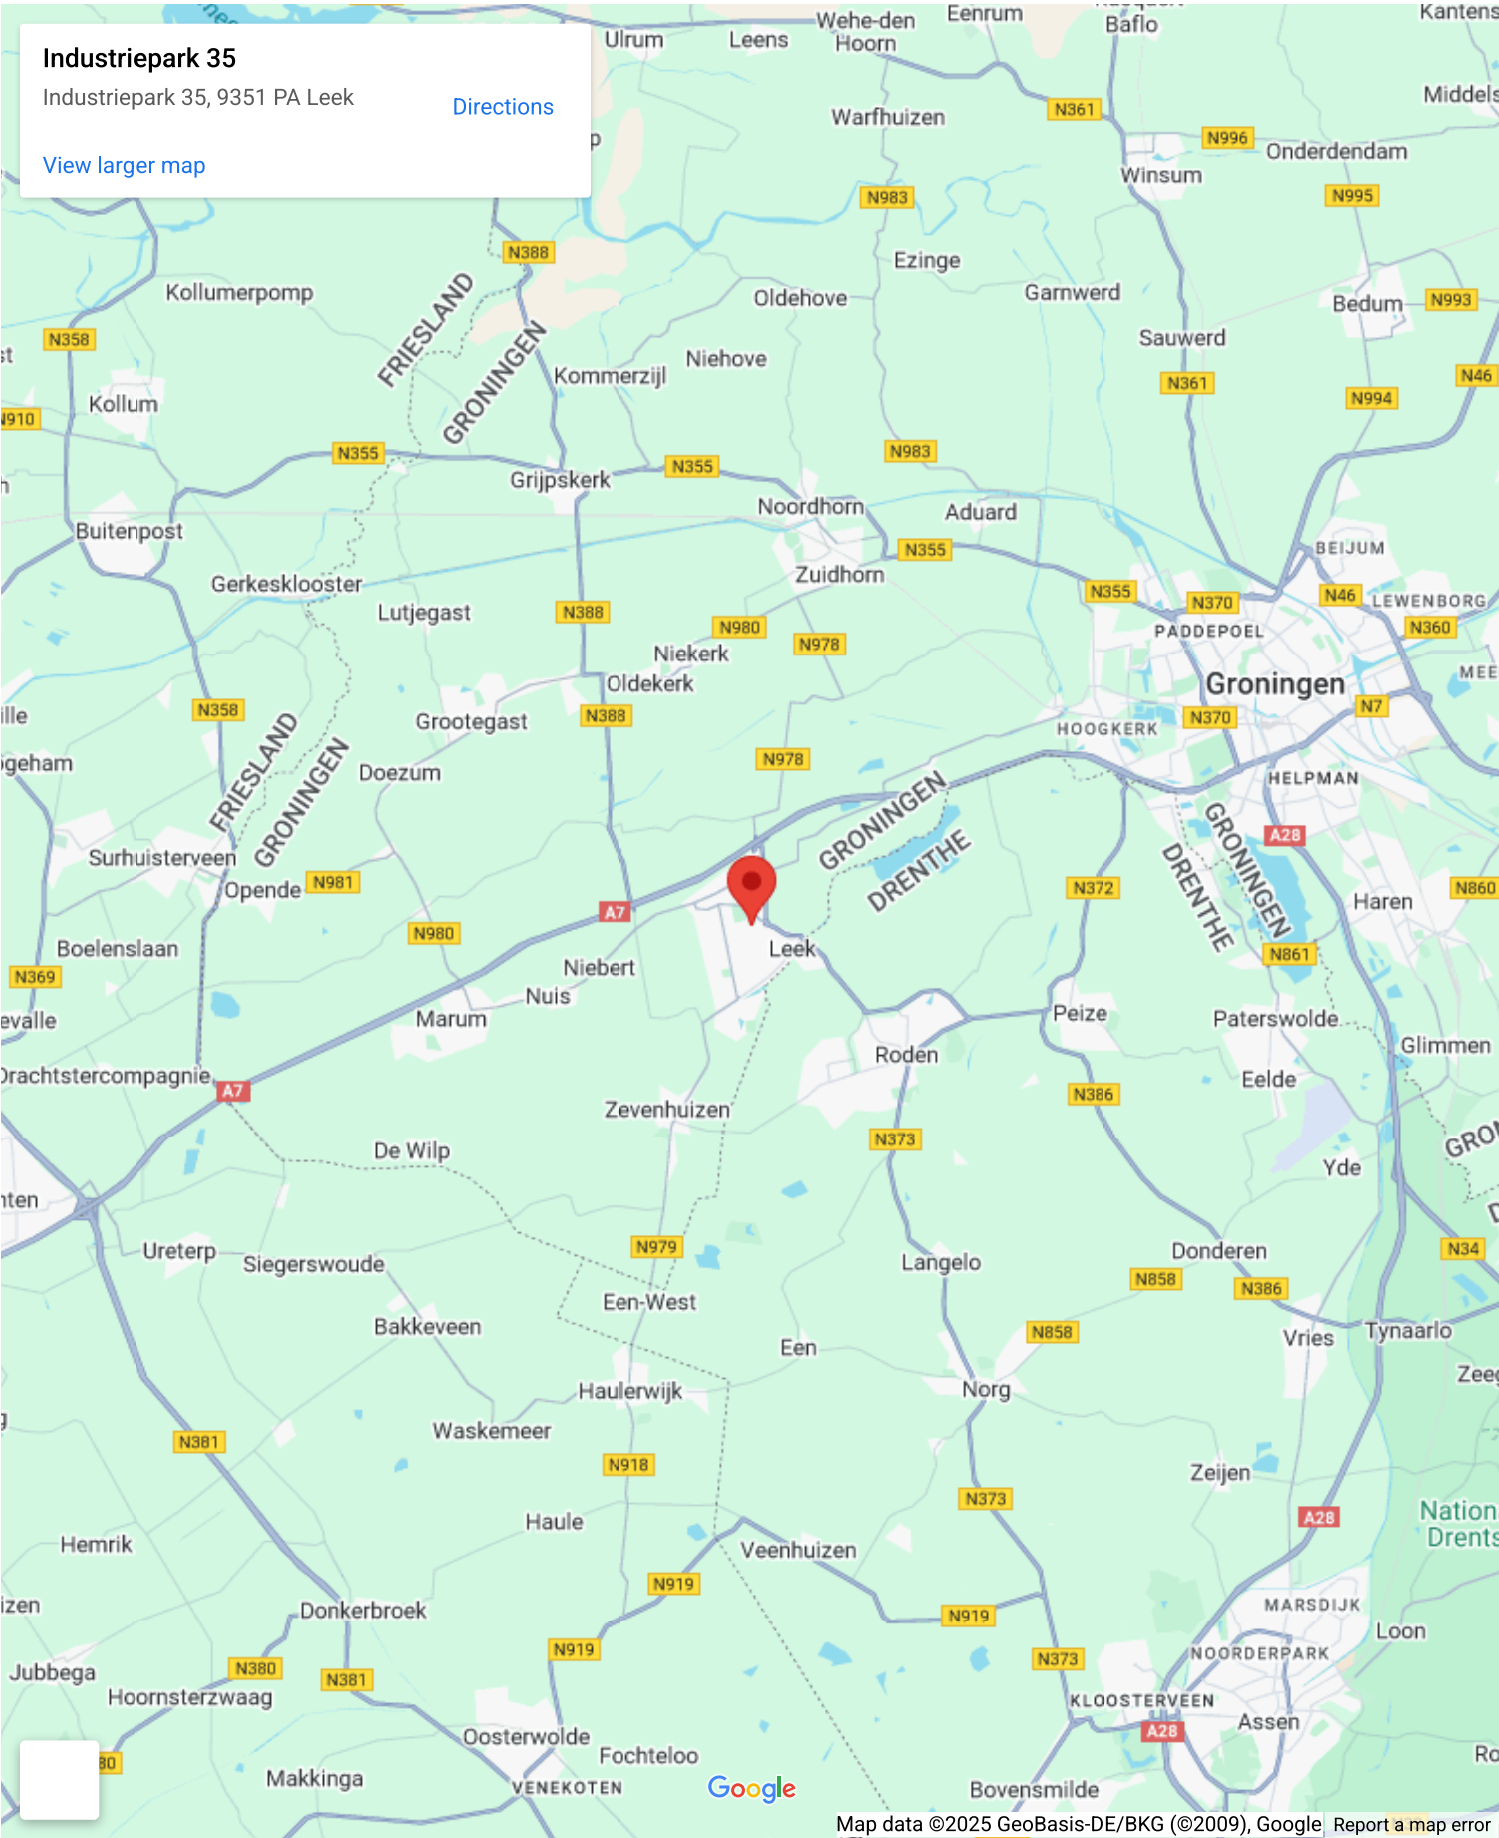 Industriepark 35
Industriepark 35, 9351 PA Leek
Directions
View larger map
Ulrum
Leens
Wehe-den
Hoorn
Eenrum
Baflo
Warfhuizen
N361
Winsum
N996
Onderdendam
N995
N983
N388
Kollumerpomp
FRIESLAND
GRONINGEN
Ezinge
Oldehove
Garnwerd
Bedum
N993
N358
Sauwerd
Niehove
Kommerzijl
N361
N46
N994
Kollum
N910
N355
N983
Grijpskerk
N355
Noordhorn
Aduard
Buitenpost
N355
BEIJUM
Zuidhorn
Gerkesklooster
N355
N370
N46
LEWENBORG
Lutjegast
N388
N980
N978
PADDEPOEL
N360
Niekerk
Oldekerk
Groningen
N358
Grootegast
N388
N370
N7
HOOGKERK
FRIESLAND
GRONINGEN
Doezum
N978
HELPMAN
GRONINGEN
DRENTHE
GRONINGEN
DRENTHE
A28
Surhuisterveen
Opende
N981
N372
N860
Haren
A7
N980
Boelenslaan
Leek
N861
N369
Niebert
Nuis
Marum
Peize
Paterswolde
Glimmen
Roden
Drachtstercompagnie
A7
Eelde
N386
Zevenhuizen
N373
De Wilp
Yde
Ureterp
Siegerswoude
N979
Langelo
Donderen
N34
N858
N386
Een-West
Bakkeveen
N858
Vries
Tynaarlo
Een
Haulerwijk
Norg
Waskemeer
N381
N918
Zeijen
N373
A28
Haule
Hemrik
Veenhuizen
N919
Donkerbroek
N919
MARSDIJK
Loon
N919
NOORDERPARK
N380
N381
N373
Jubbega
Hoornsterzwaag
KLOOSTERVEEN
A28
Assen
Oosterwolde
Fochteloo
Makkinga
VENEKOTEN
Google
Bovensmilde
Map data ©2025 GeoBasis-DE/BKG (©2009), Google
Report a map error